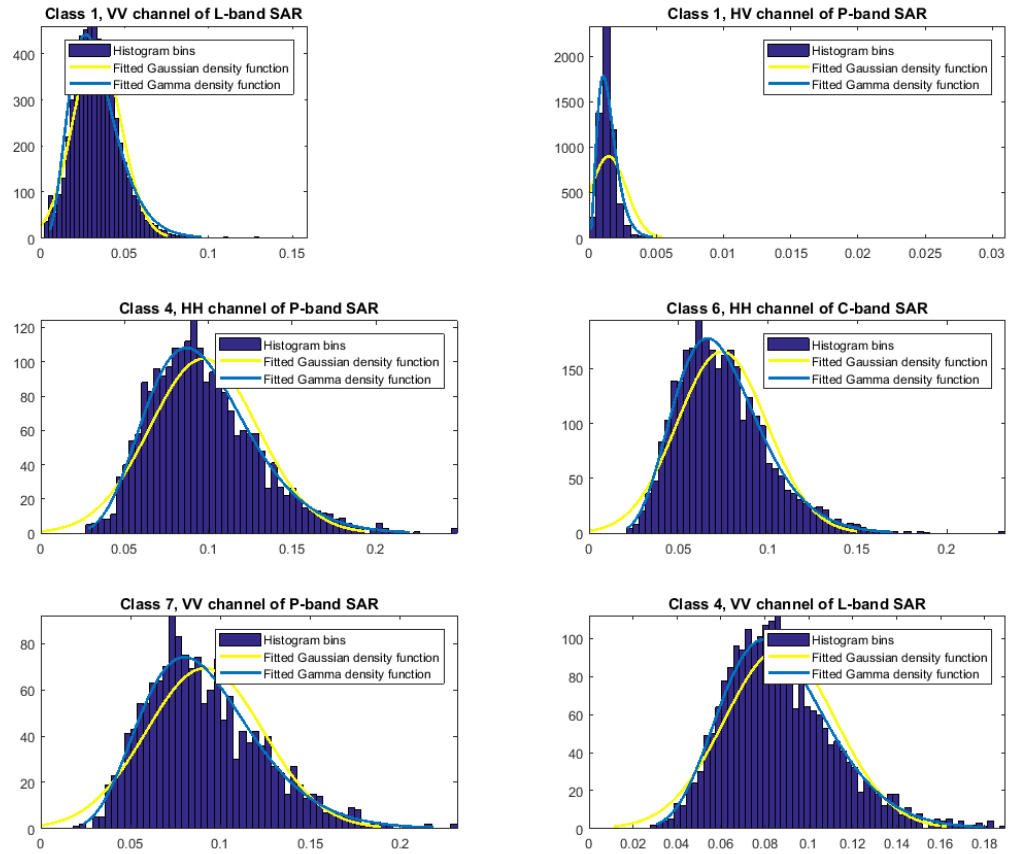 Class 1, VV channel of L-band SAR
400
300
200
100
0
Histogram bins
Fitted Gaussian density function
Fitted Gamma density function
0 0.05 0.1 0.15
Class 1, HV channel of P-band SAR
2000
1500
1000
500
0
Histogram bins
Fitted Gaussian density function
Fitted Gamma density function
0 0.005 0.01 0.015 0.02 0.025 0.03
Class 4, HH channel of P-band SAR
120
100
80
60
40
20
0
Histogram bins
Fitted Gaussian density function
Fitted Gamma density function
0 0.05 0.1 0.15 0.2
Class 6, HH channel of C-band SAR
150
100
50
0
Histogram bins
Fitted Gaussian density function
Fitted Gamma density function
0 0.05 0.1 0.15 0.2
Class 7, VV channel of P-band SAR
80
60
40
20
0
Histogram bins
Fitted Gaussian density function
Fitted Gamma density function
0 0.05 0.1 0.15 0.2
Class 4, VV channel of L-band SAR
100
80
60
40
20
0
Histogram bins
Fitted Gaussian density function
Fitted Gamma density function
0.02 0.04 0.06 0.08 0.1 0.12 0.14 0.16 0.18